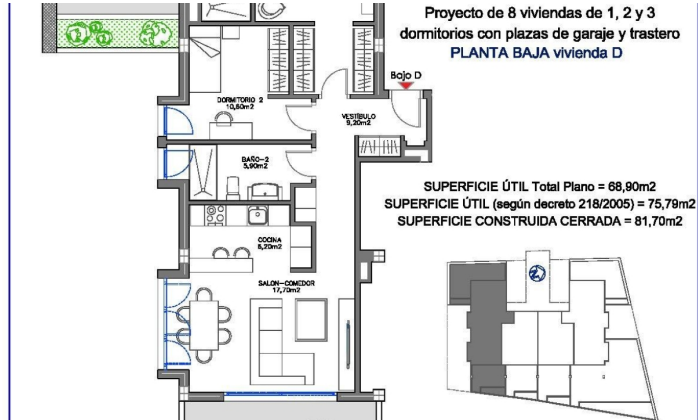 Proyecto de 8 viviendas de 1, 2 y 3
dormitorios con plazas de garaje y trastero
PLANTA BAJA vivienda D
Bajo D
DORMITORIO 2
10,50m2
VESTÍBULO
9,20m2
BAÑO-2
5,90m2
SUPERFICIE ÚTIL Total Plano = 68,90m2
SUPERFICIE ÚTIL (según decreto 218/2005) = 75,79m2
SUPERFICIE CONSTRUIDA CERRADA = 81,70m2
COCINA
6,20m2
SALON-COMEDOR
17,70m2